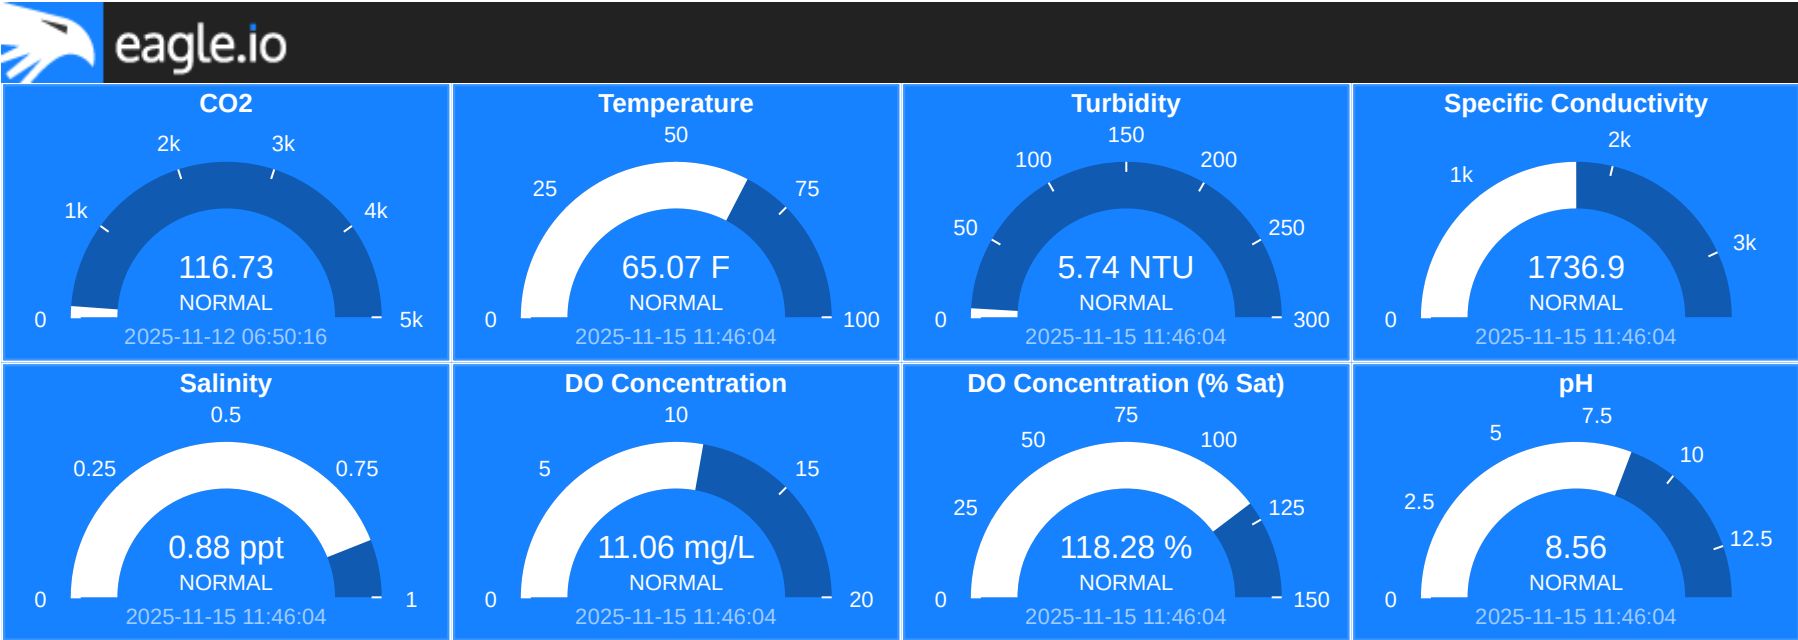 eagle.io
CO2
2k
3k
1k
4k
116.73
NORMAL
0
5k
2025-11-12 06:50:16
Temperature
50
25
75
65.07 F
NORMAL
0
100
2025-11-15 11:46:04
Turbidity
150
100
200
50
250
5.74 NTU
NORMAL
0
300
2025-11-15 11:46:04
Specific Conductivity
2k
1k
3k
1736.9
NORMAL
0
2025-11-15 11:46:04
Salinity
0.5
0.25
0.75
0.88 ppt
NORMAL
0
1
2025-11-15 11:46:04
DO Concentration
10
5
15
11.06 mg/L
NORMAL
0
20
2025-11-15 11:46:04
DO Concentration (% Sat)
75
50
100
25
125
118.28 %
NORMAL
0
150
2025-11-15 11:46:04
pH
7.5
5
10
2.5
12.5
8.56
NORMAL
0
2025-11-15 11:46:04